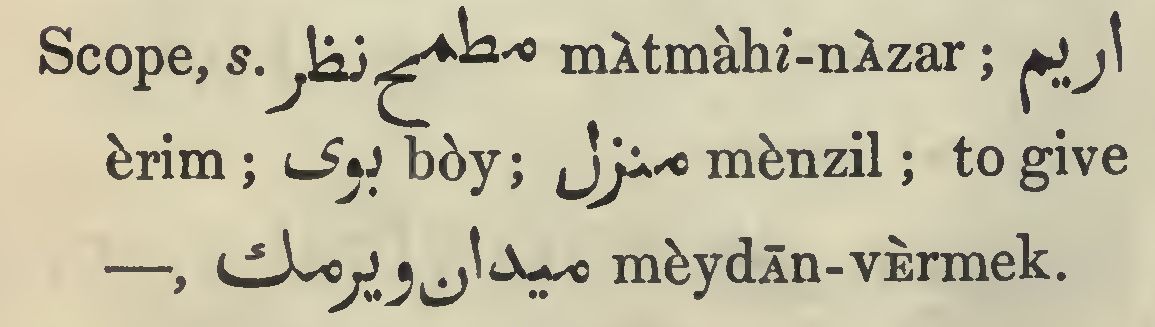 Scope, s. مطمح نظر mÀtmàhi-nÀzar ; اريم
èrim ; بوى bòy ; منزل mènzil ; to give
—, ميدان ويرمك mèydĀn-vÈrmek.